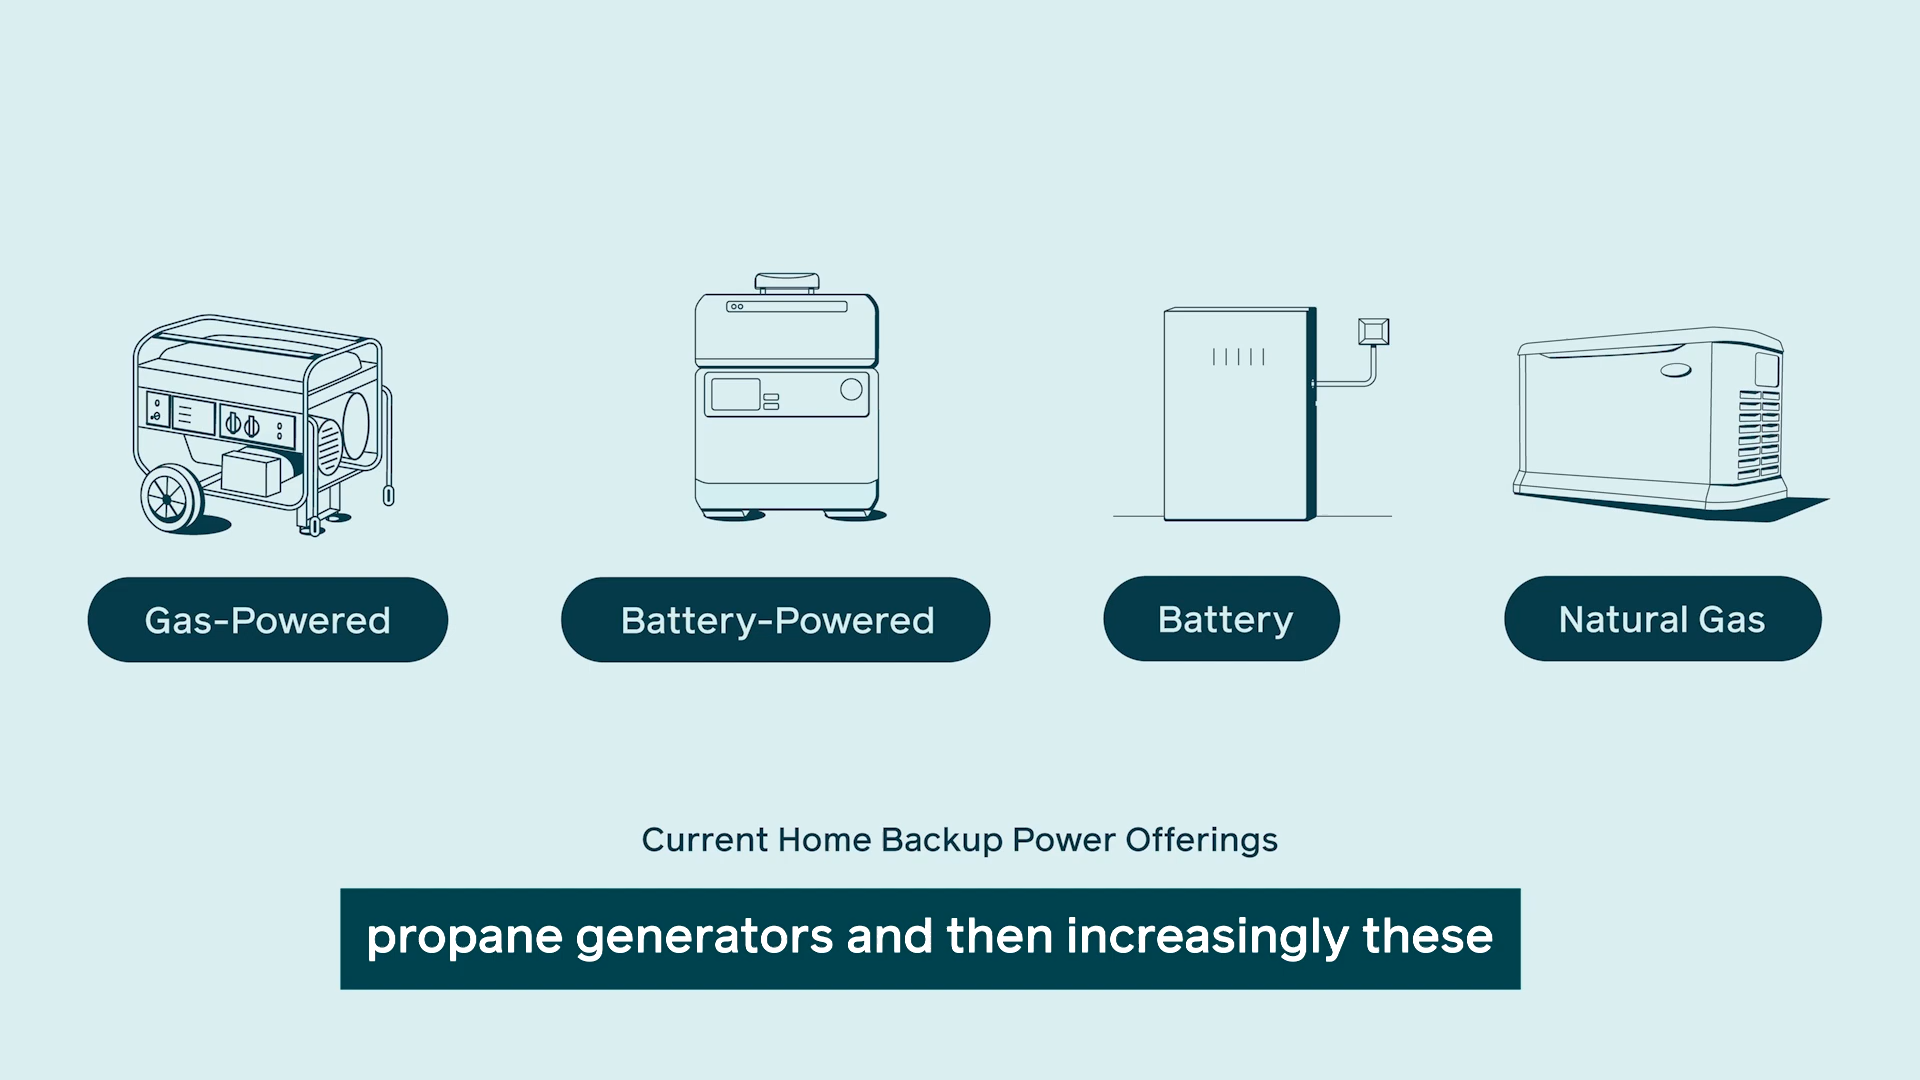 Gas-Powered
Battery-Powered
Battery
Natural Gas
Current Home Backup Power Offerings
propane generators and then increasingly these